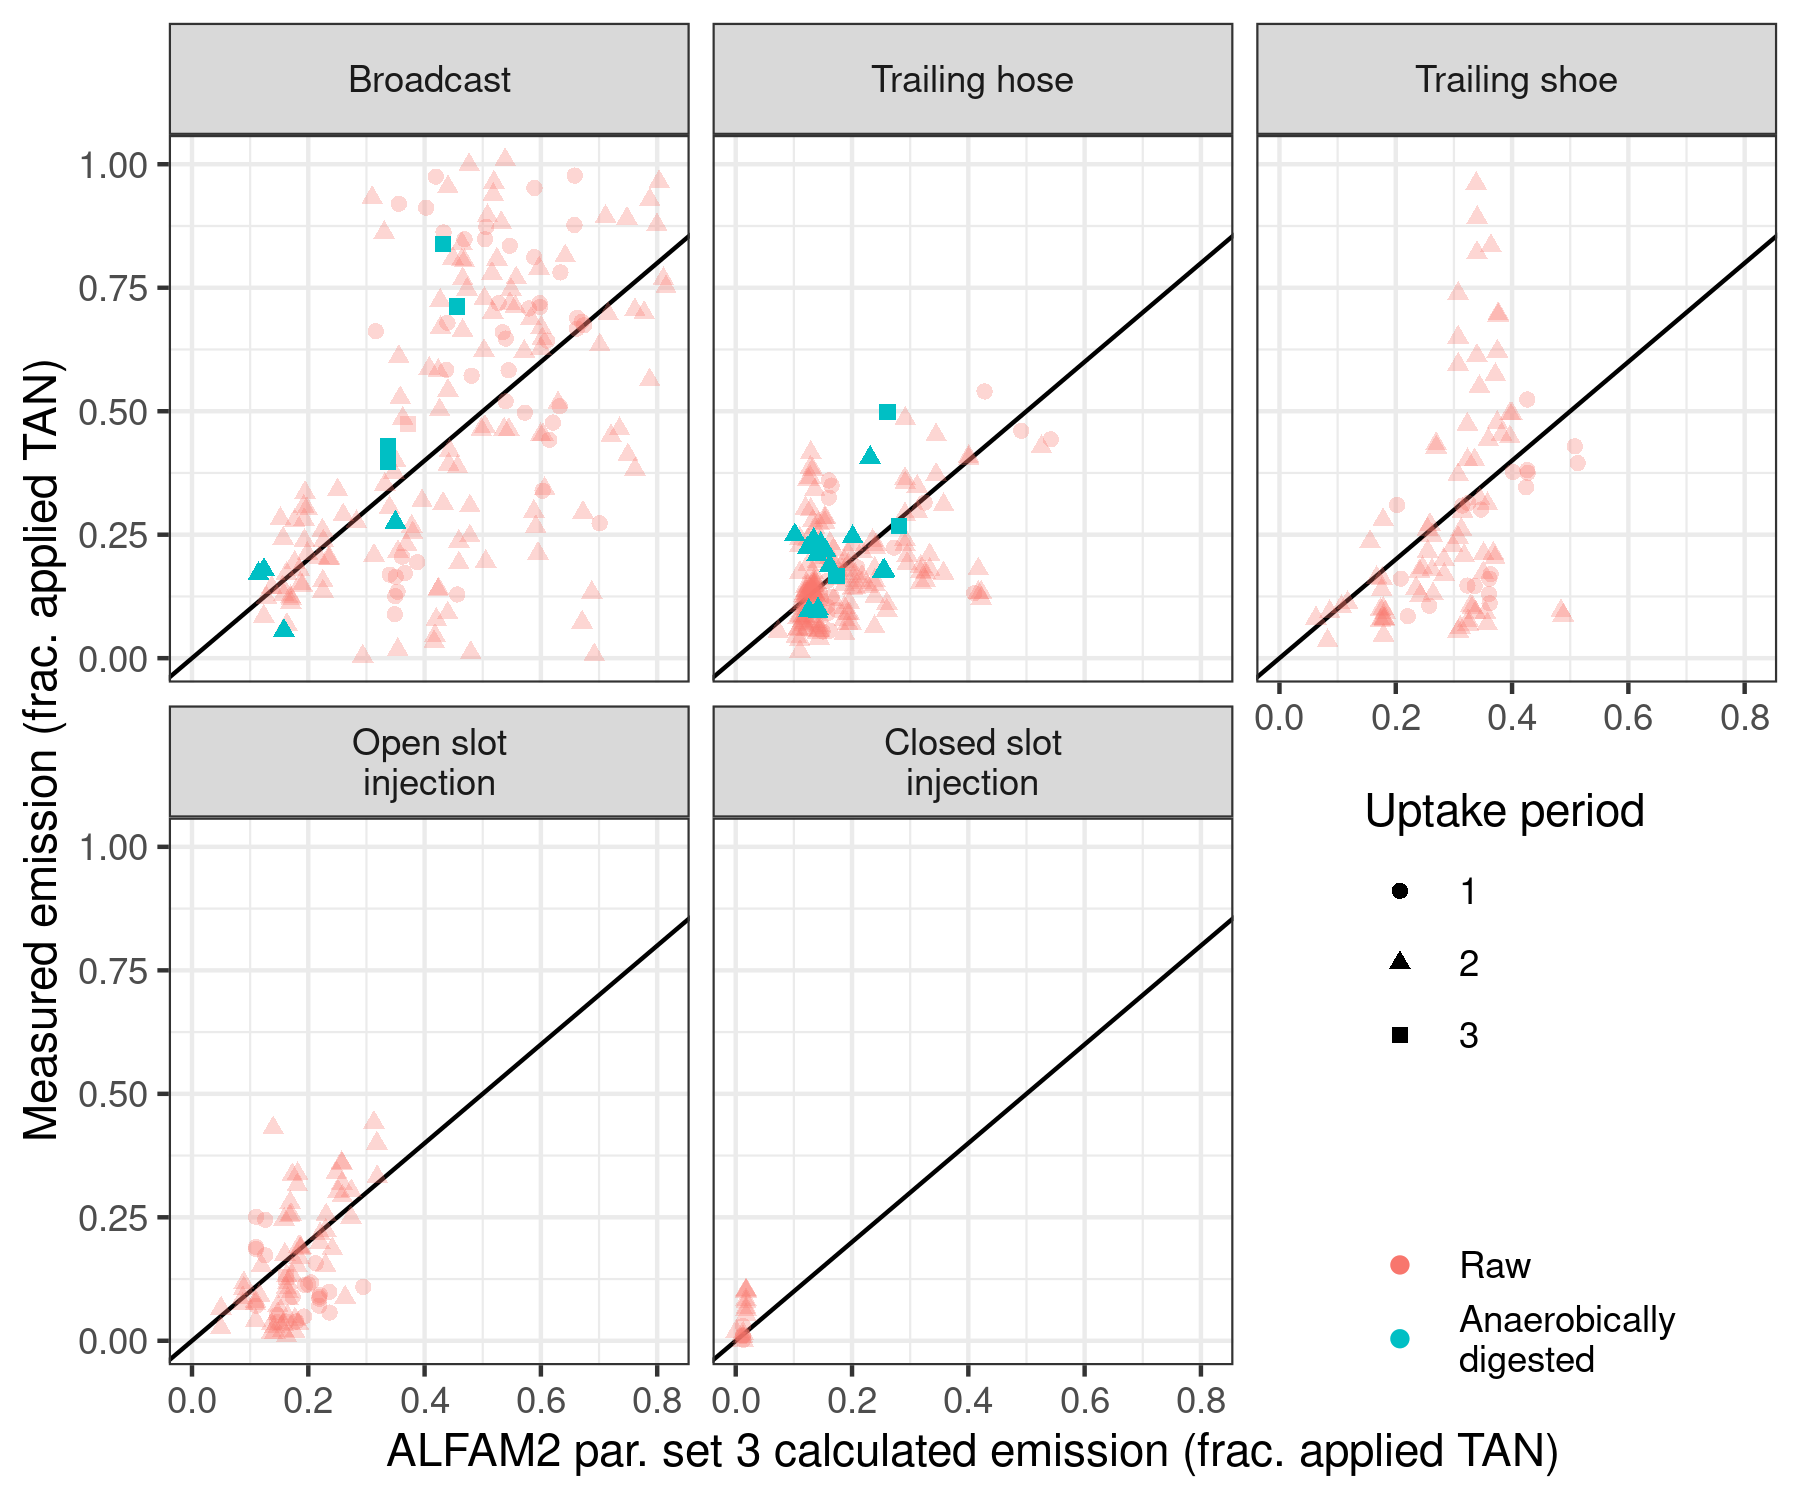 Broadcast
Trailing hose
Trailing shoe
1.00
0.75
0.50
0.25
0.00
0.0 0.2 0.4 0.6 0.8
Open slot
injection
Closed slot
injection
1.00
0.75
0.50
0.25
0.00
0.0 0.2 0.4 0.6 0.8
0.0 0.2 0.4 0.6 0.8
Measured emission (frac. applied TAN)
ALFAM2 par. set 3 calculated emission (frac. applied TAN)
Uptake period
1
2
3
Raw
Anaerobically
digested